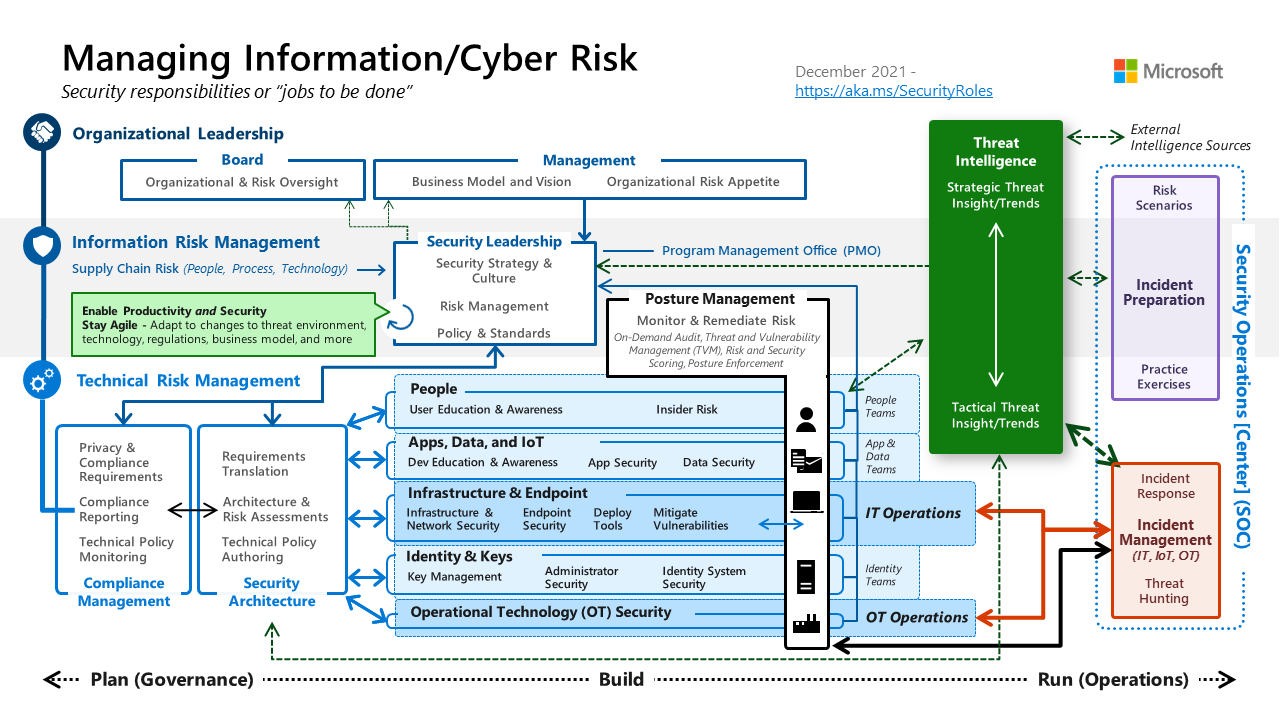 Managing Information/Cyber Risk
Security responsibilities or “jobs to be done”
December 2021 -
https://aka.ms/SecurityRoles
Microsoft
Organizational Leadership
Board
Organizational & Risk Oversight
Management
Business Model and Vision
Organizational Risk Appetite
Threat
Intelligence
Strategic Threat
Insight/Trends
Tactical Threat
Insight/Trends
External
Intelligence Sources
Information Risk Management
Supply Chain Risk (People, Process, Technology)
Security Leadership
Security Strategy &
Culture
Risk Management
Policy & Standards
Program Management Office (PMO)
Enable Productivity and Security
Stay Agile - Adapt to changes to threat environment,
technology, regulations, business model, and more
Posture Management
Monitor & Remediate Risk
On-Demand Audit, Threat and Vulnerability
Management (TVM), Risk and Security
Scoring, Posture Enforcement
Risk
Scenarios
Incident
Preparation
Practice
Exercises
Security Operations [Center] (SOC)
Technical Risk Management
Privacy &
Compliance
Requirements
Compliance
Reporting
Technical Policy
Monitoring
Compliance
Management
Requirements
Translation
Architecture &
Risk Assessments
Technical Policy
Authoring
Security
Architecture
People
User Education & Awareness
Insider Risk
People
Teams
Apps, Data, and IoT
Dev Education & Awareness
App Security
Data Security
App &
Data
Teams
Infrastructure & Endpoint
Infrastructure &
Network Security
Endpoint
Security
Deploy
Tools
Mitigate
Vulnerabilities
IT Operations
Identity & Keys
Key Management
Administrator
Security
Identity System
Security
Identity
Teams
Operational Technology (OT) Security
OT Operations
Incident
Response
Incident
Management
(IT, IoT, OT)
Threat
Hunting
Plan (Governance)
Build
Run (Operations)